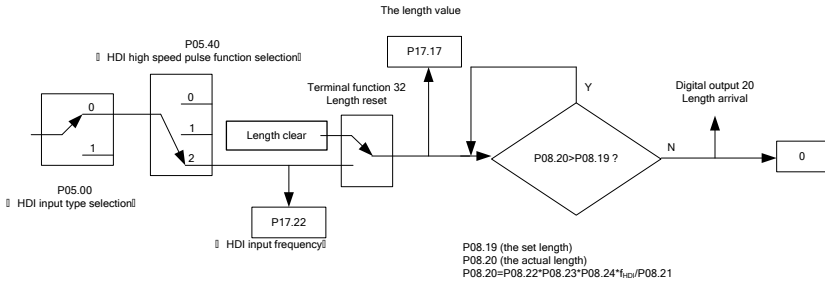 The length value
P05.40
HDI high speed pulse function selection
P17.17
Terminal function 32
Length reset
Y
Digital output 20
Length arrival
0
0
1
Length clear
1
2
P08.20>P08.19 ?
N
0
P05.00
HDI input type selection
P17.22
HDI input frequency
P08.19 (the set length)
P08.20 (the actual length)
P08.20=P08.22*P08.23*P08.24*fHDI/P08.21